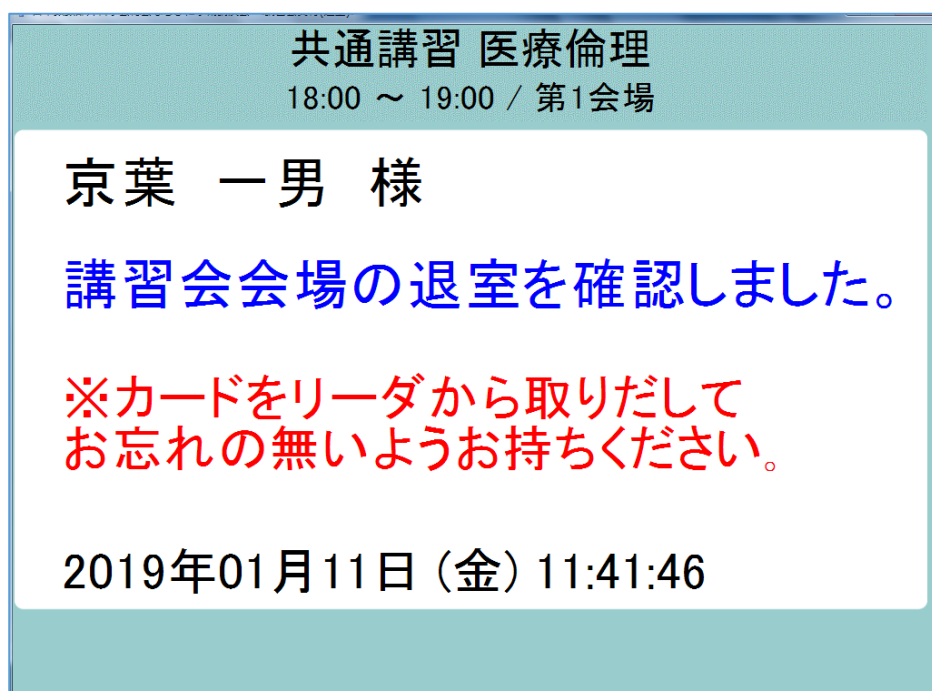 共通講習 医療倫理
18:00 ～ 19:00 / 第1会場
京葉　一男　様
講習会会場の退室を確認しました。
※カードをリーダから取りだして
お忘れの無いようお持ちください。
2019年01月11日 (金) 11:41:46